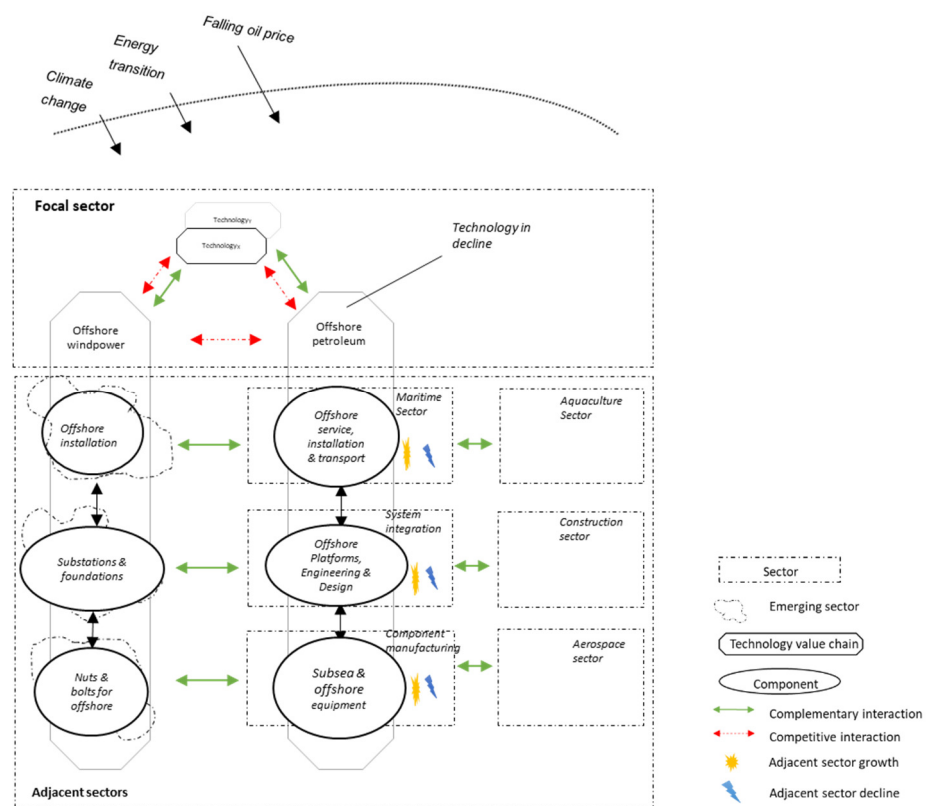 Falling oil price
Energy
transition
Climate
change
Focal sector
TechnologyY
TechnologyX
Technology in
decline
Offshore
windpower
Offshore
petroleum
Maritime
Sector
Aquaculture
Sector
Offshore
installation
Offshore
service,
installation
& transport
System
integration
Construction
sector
Substations &
foundations
Offshore
Platforms,
Engineering &
Design
Component
manufacturing
Aerospace
sector
Nuts &
bolts for
offshore
Subsea &
offshore
equipment
Adjacent sectors
Sector
Emerging sector
Technology value chain
Component
Complementary interaction
Competitive interaction
Adjacent sector growth
Adjacent sector decline